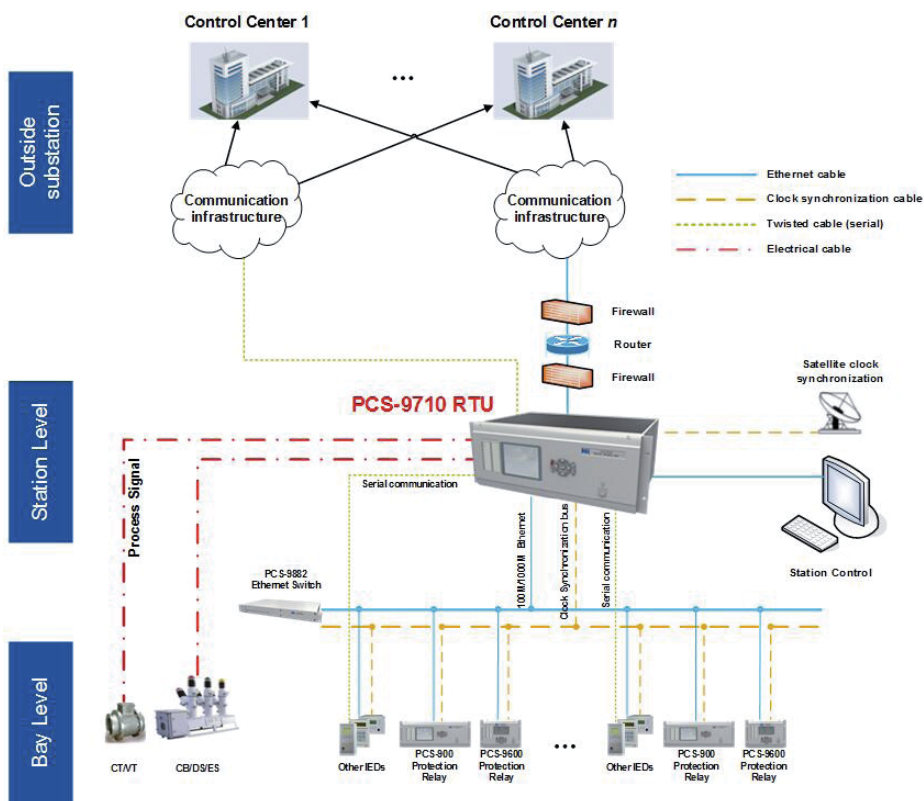 Control Center 1
Control Center n
...
Outside
substation
Communication
infrastructure
Communication
infrastructure
Ethernet cable
Clock synchronization cable
Twisted cable (serial)
Electrical cable
Firewall
Router
Firewall
Satellite clock
synchronization
Station Level
PCS-9710 RTU
Process Signal
Serial communication
100M/1000M Ethernet
Clock Synchronization bus
Serial communication
Station Control
PCS-9882
Ethernet Switch
Bay Level
CT/VT
CB/DS/ES
Other IEDs
PCS-900
Protection
Relay
PCS-9600
Protection
Relay
...
Other IEDs
PCS-900
Protection
Relay
PCS-9600
Protection
Relay